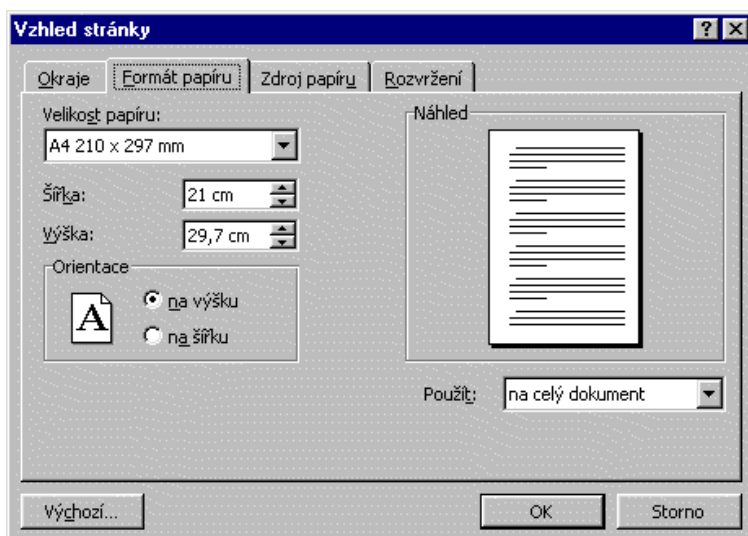 Vzhled stránky
Okraje Formát papíru Zdroj papíru Rozvržení
Velikost papíru:
A4 210 x 297 mm
Šířka: 21 cm
Výška: 29,7 cm
Orientace
A
na výšku
na šířku
Náhled
Použít: na celý dokument
Výchozí... OK Storno